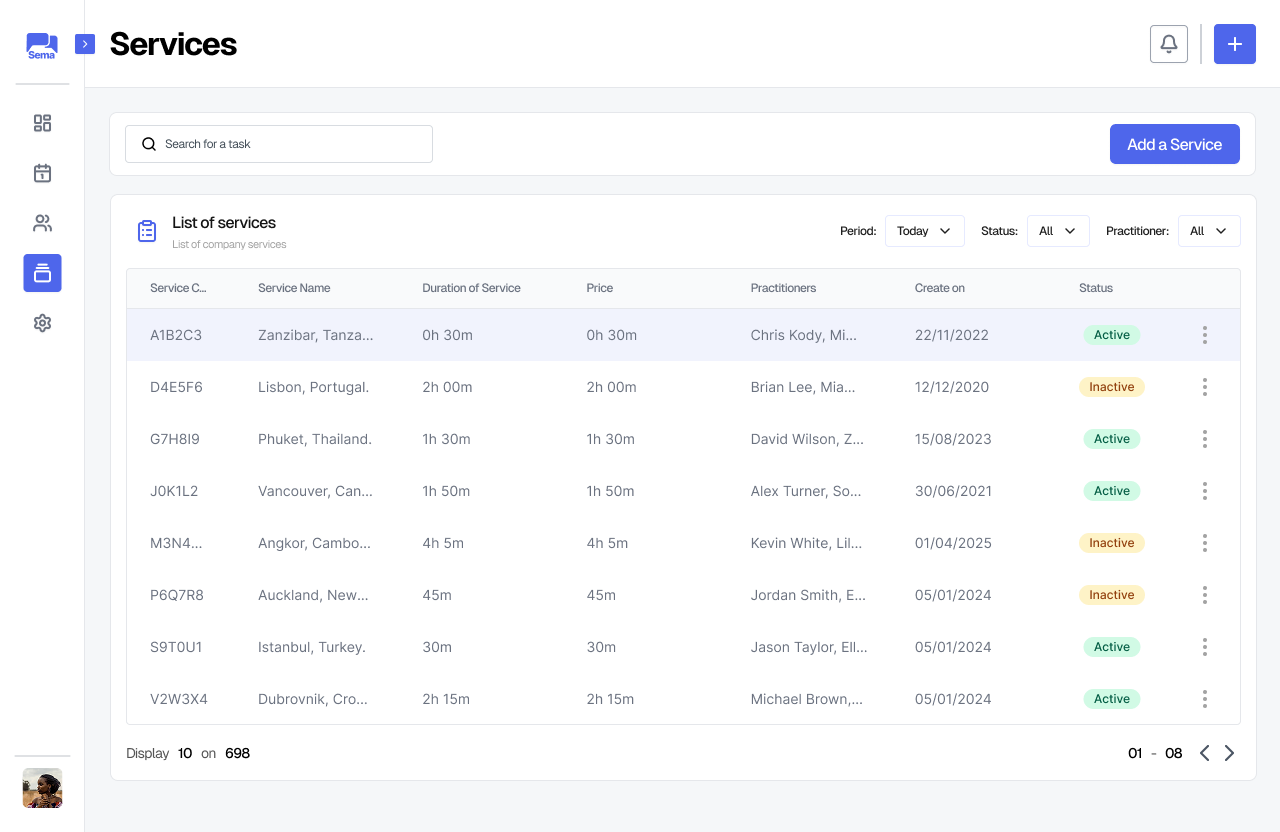 Sema
Services
Search for a task
Add a Service
List of services
List of company services
Period: Today Status: All Practitioner: All
Service C... Service Name Duration of Service Price Practitioners Create on Status
A1B2C3 Zanzibar, Tanza... 0h 30m 0h 30m Chris Kody, Mi... 22/11/2022 Active
D4E5F6 Lisbon, Portugal. 2h 00m 2h 00m Brian Lee, Mia... 12/12/2020 Inactive
G7H8I9 Phuket, Thailand. 1h 30m 1h 30m David Wilson, Z... 15/08/2023 Active
J0K1L2 Vancouver, Can... 1h 50m 1h 50m Alex Turner, So... 30/06/2021 Active
M3N4... Angkor, Cambo... 4h 5m 4h 5m Kevin White, Lil... 01/04/2025 Inactive
P6Q7R8 Auckland, New... 45m 45m Jordan Smith, E... 05/01/2024 Inactive
S9T0U1 Istanbul, Turkey. 30m 30m Jason Taylor, Ell... 05/01/2024 Active
V2W3X4 Dubrovnik, Cro... 2h 15m 2h 15m Michael Brown,... 05/01/2024 Active
Display 10 on 698 01 - 08